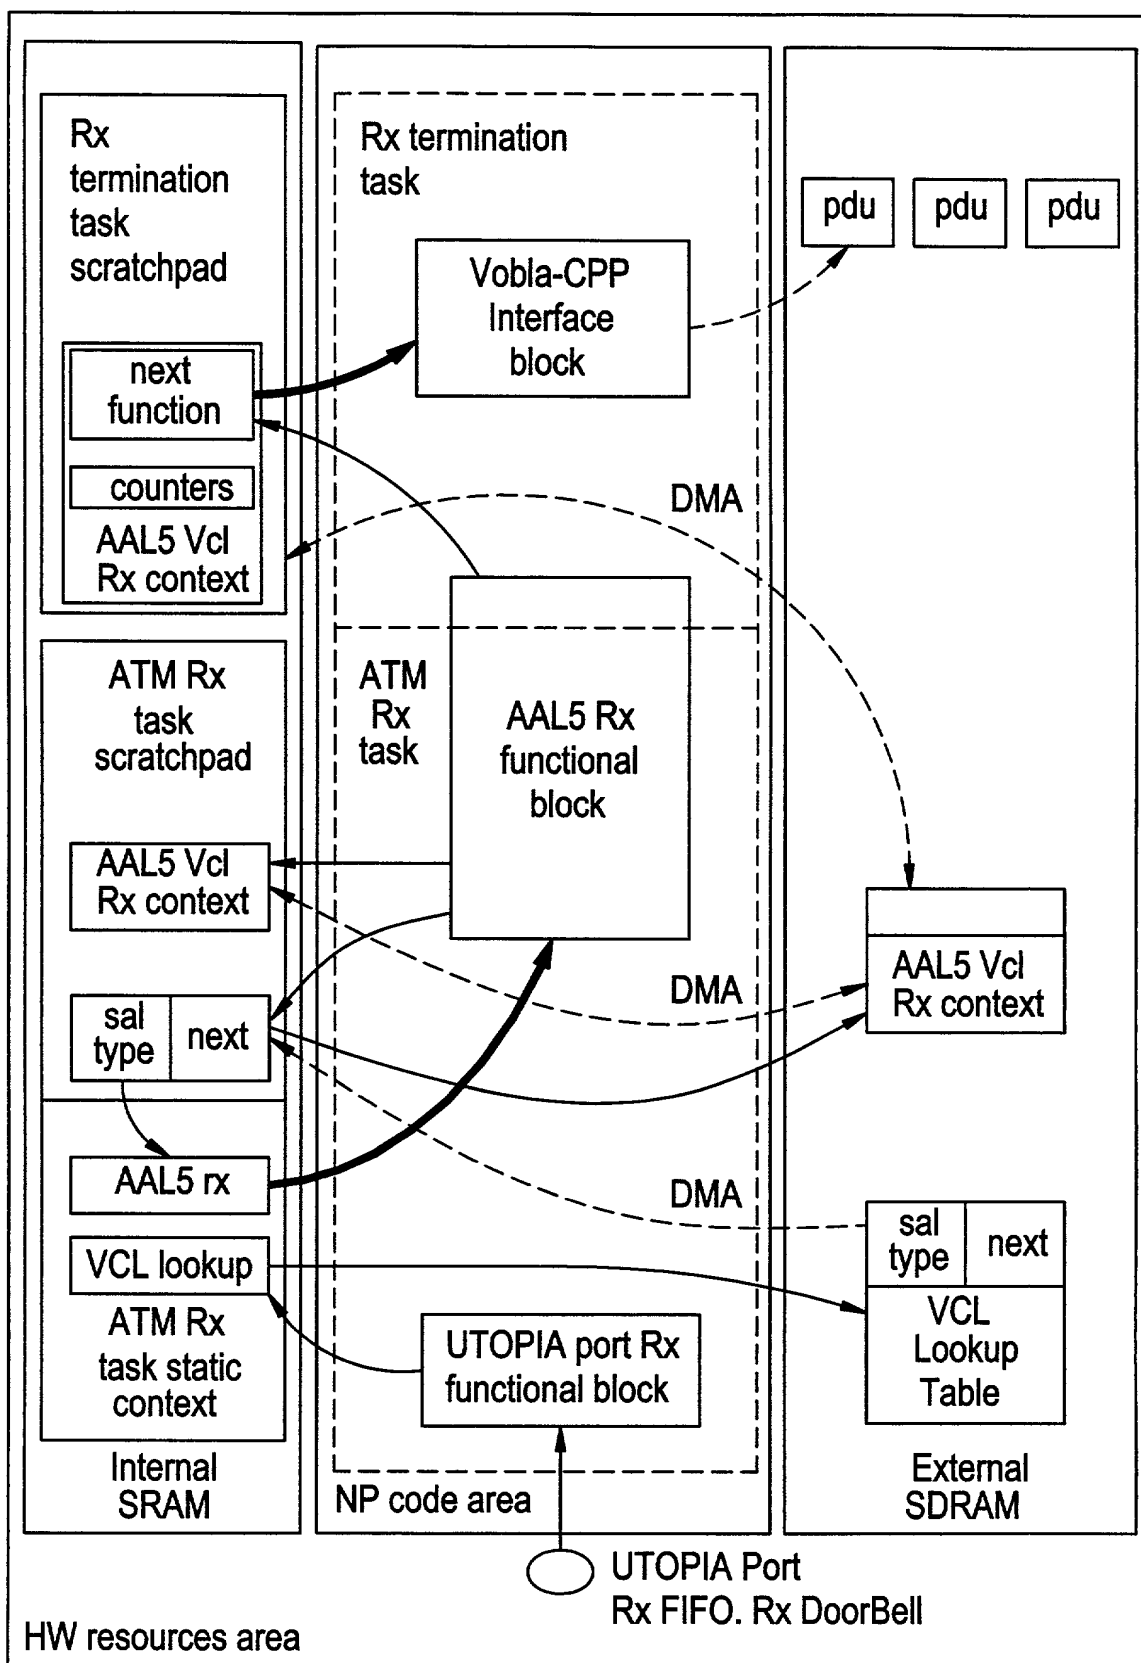 Rx
termination
task
scratchpad
next
function
counters
AAL5 Vcl
Rx context
ATM Rx
task
scratchpad
AAL5 Vcl
Rx context
sal
type
next
AAL5 rx
VCL lookup
ATM Rx
task static
context
Internal
SRAM
Rx termination
task
Vobla-CPP
Interface
block
DMA
ATM
Rx
task
AAL5 Rx
functional
block
DMA
DMA
UTOPIA port Rx
functional block
NP code area
pdu
pdu
pdu
AAL5 Vcl
Rx context
sal
type
next
VCL
Lookup
Table
External
SDRAM
UTOPIA Port
Rx FIFO. Rx DoorBell
HW resources area